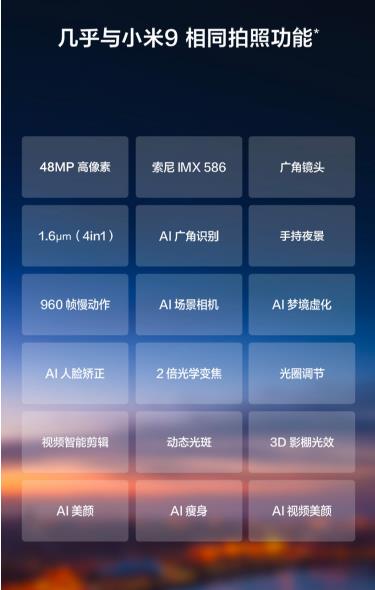 几乎与小米9 相同拍照功能*
48MP 高像素
索尼 IMX 586
广角镜头
1.6μm（4in1）
AI 广角识别
手持夜景
960 帧慢动作
AI 场景相机
AI 梦境虚化
AI 人脸矫正
2 倍光学变焦
光圈调节
视频智能剪辑
动态光斑
3D 影棚光效
AI 美颜
AI 瘦身
AI 视频美颜